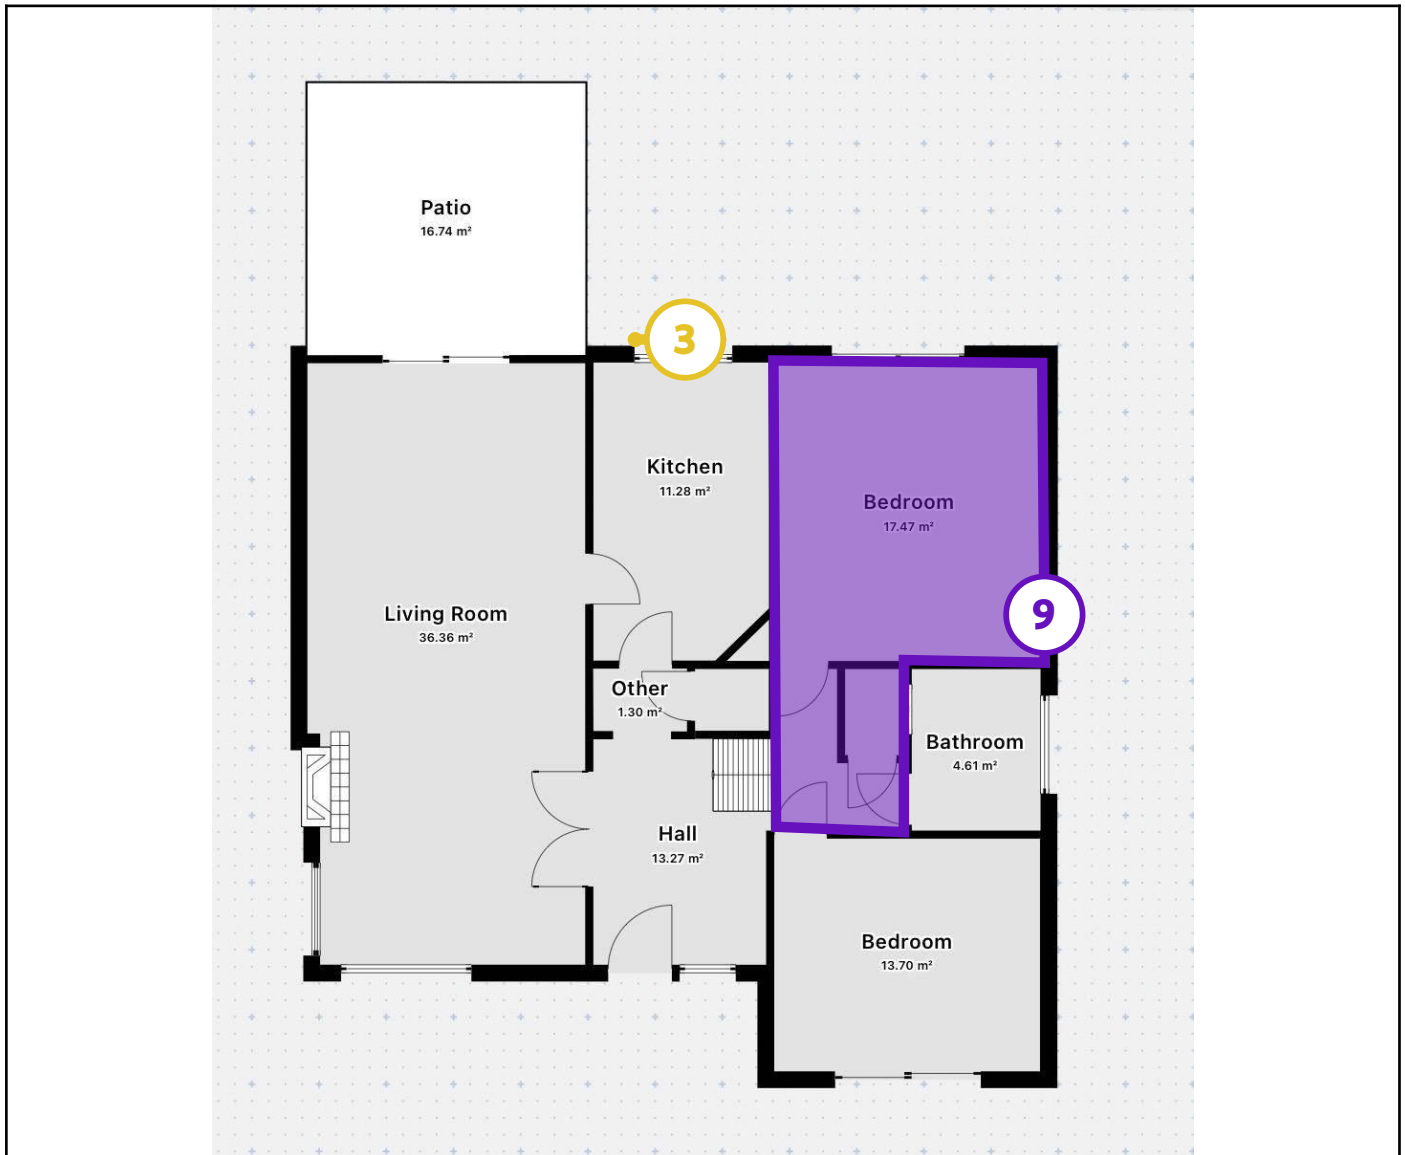 Patio
16.74 m²
3
Kitchen
11.28 m²
Bedroom
17.47 m²
Living Room
36.36 m²
9
Other
1.30 m²
Bathroom
4.61 m²
Hall
13.27 m²
Bedroom
13.70 m²